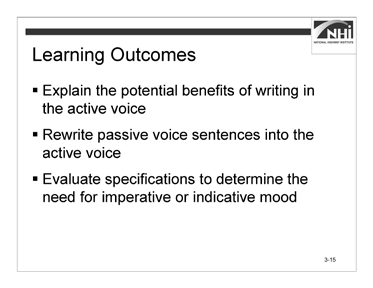 NHI
NATIONAL HIGHWAY INSTITUTE
Learning Outcomes
▪ Explain the potential benefits of writing in
the active voice
▪ Rewrite passive voice sentences into the
active voice
▪ Evaluate specifications to determine the
need for imperative or indicative mood
3-15